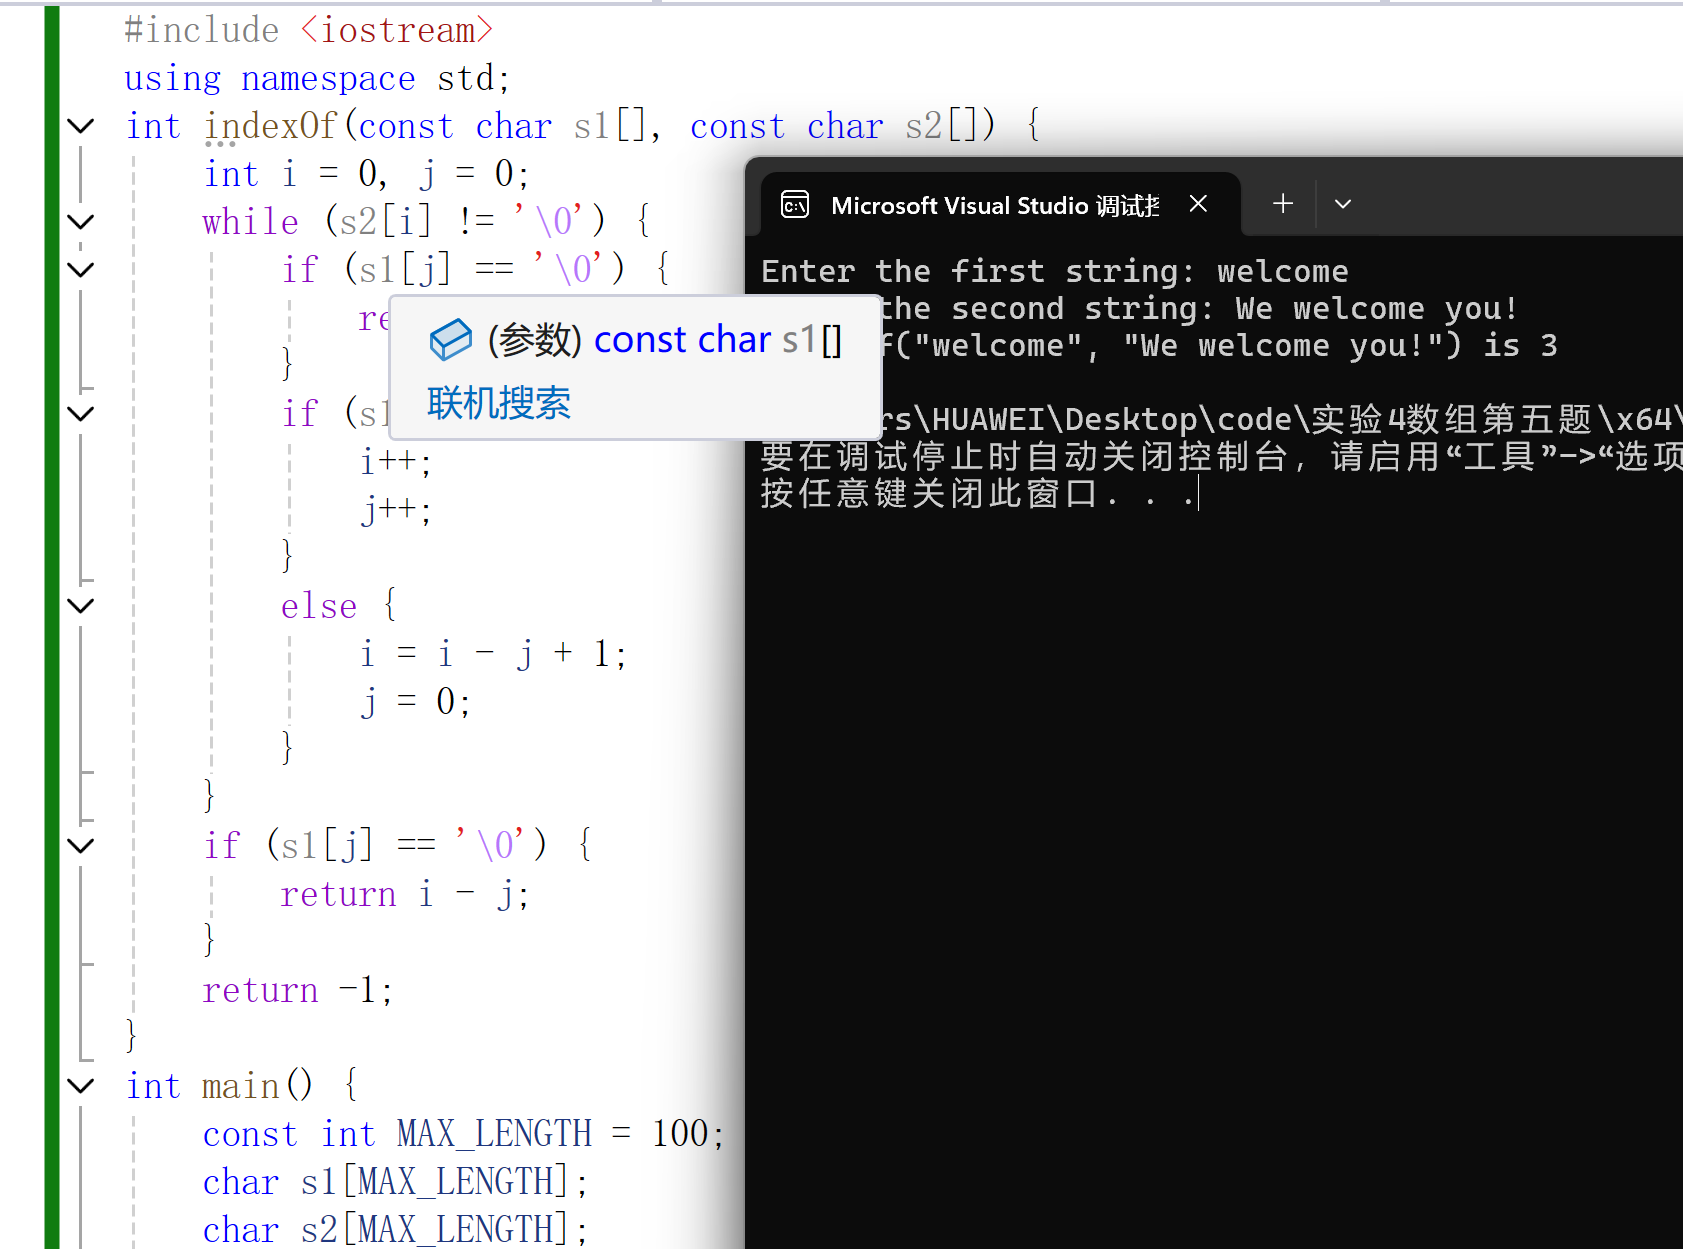 #include <iostream>
using namespace std;
int indexOf(const char s1[], const char s2[]) {
int i = 0, j = 0;
while (s2[i] != '\0') {
if (s1[j] == '\0') {
re
}
if (s1
i++;
j++;
}
else {
i = i - j + 1;
j = 0;
}
}
if (s1[j] == '\0') {
return i - j;
}
return -1;
}
int main() {
const int MAX_LENGTH = 100;
char s1[MAX_LENGTH];
char s2[MAX_LENGTH];
(参数) const char s1[]
联机搜索
Microsoft Visual Studio 调试
Enter the first string: welcome
the second string: We welcome you!
f("welcome", "We welcome you!") is 3
rs\HUAWEI\Desktop\code\实验4数组第五题\x64\
要在调试停止时自动关闭控制台，请启用“工具”->“选项
按任意键关闭此窗口. . .